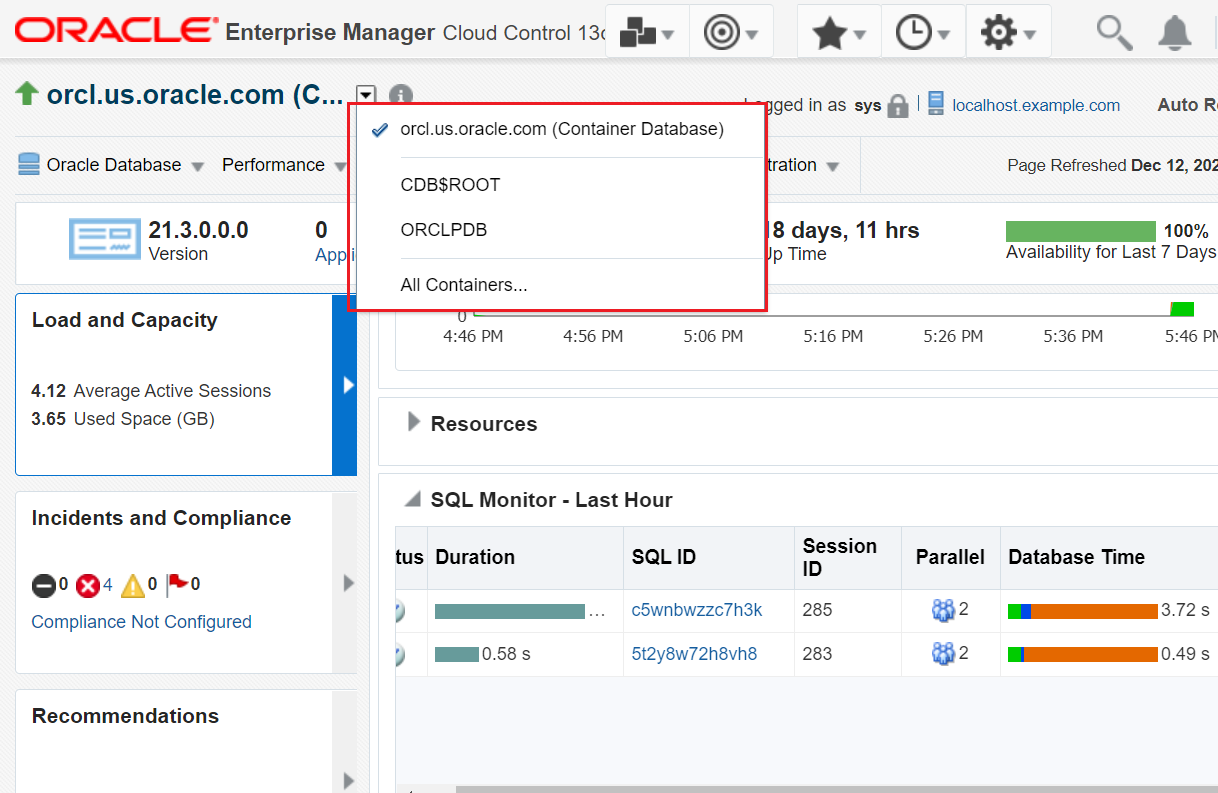 ORACLE Enterprise Manager Cloud Control 13c
orcl.us.oracle.com (C...
Logged in as sys
localhost.example.com
Auto Re
orcl.us.oracle.com (Container Database)
CDB$ROOT
ORCLPDB
All Containers...
Oracle Database
Performance
tration
Page Refreshed Dec 12, 202
21.3.0.0.0
Version
0
Appli
18 days, 11 hrs
Up Time
100%
Availability for Last 7 Days
Load and Capacity
4.12 Average Active Sessions
3.65 Used Space (GB)
0
4:46 PM 4:56 PM 5:06 PM 5:16 PM 5:26 PM 5:36 PM 5:46 PM
Resources
SQL Monitor - Last Hour
tus Duration SQL ID Session ID Parallel Database Time
... c5wnbwzzc7h3k 285 2 3.72 s
0.58 s 5t2y8w72h8vh8 283 2 0.49 s
Incidents and Compliance
0 4 0 0
Compliance Not Configured
Recommendations